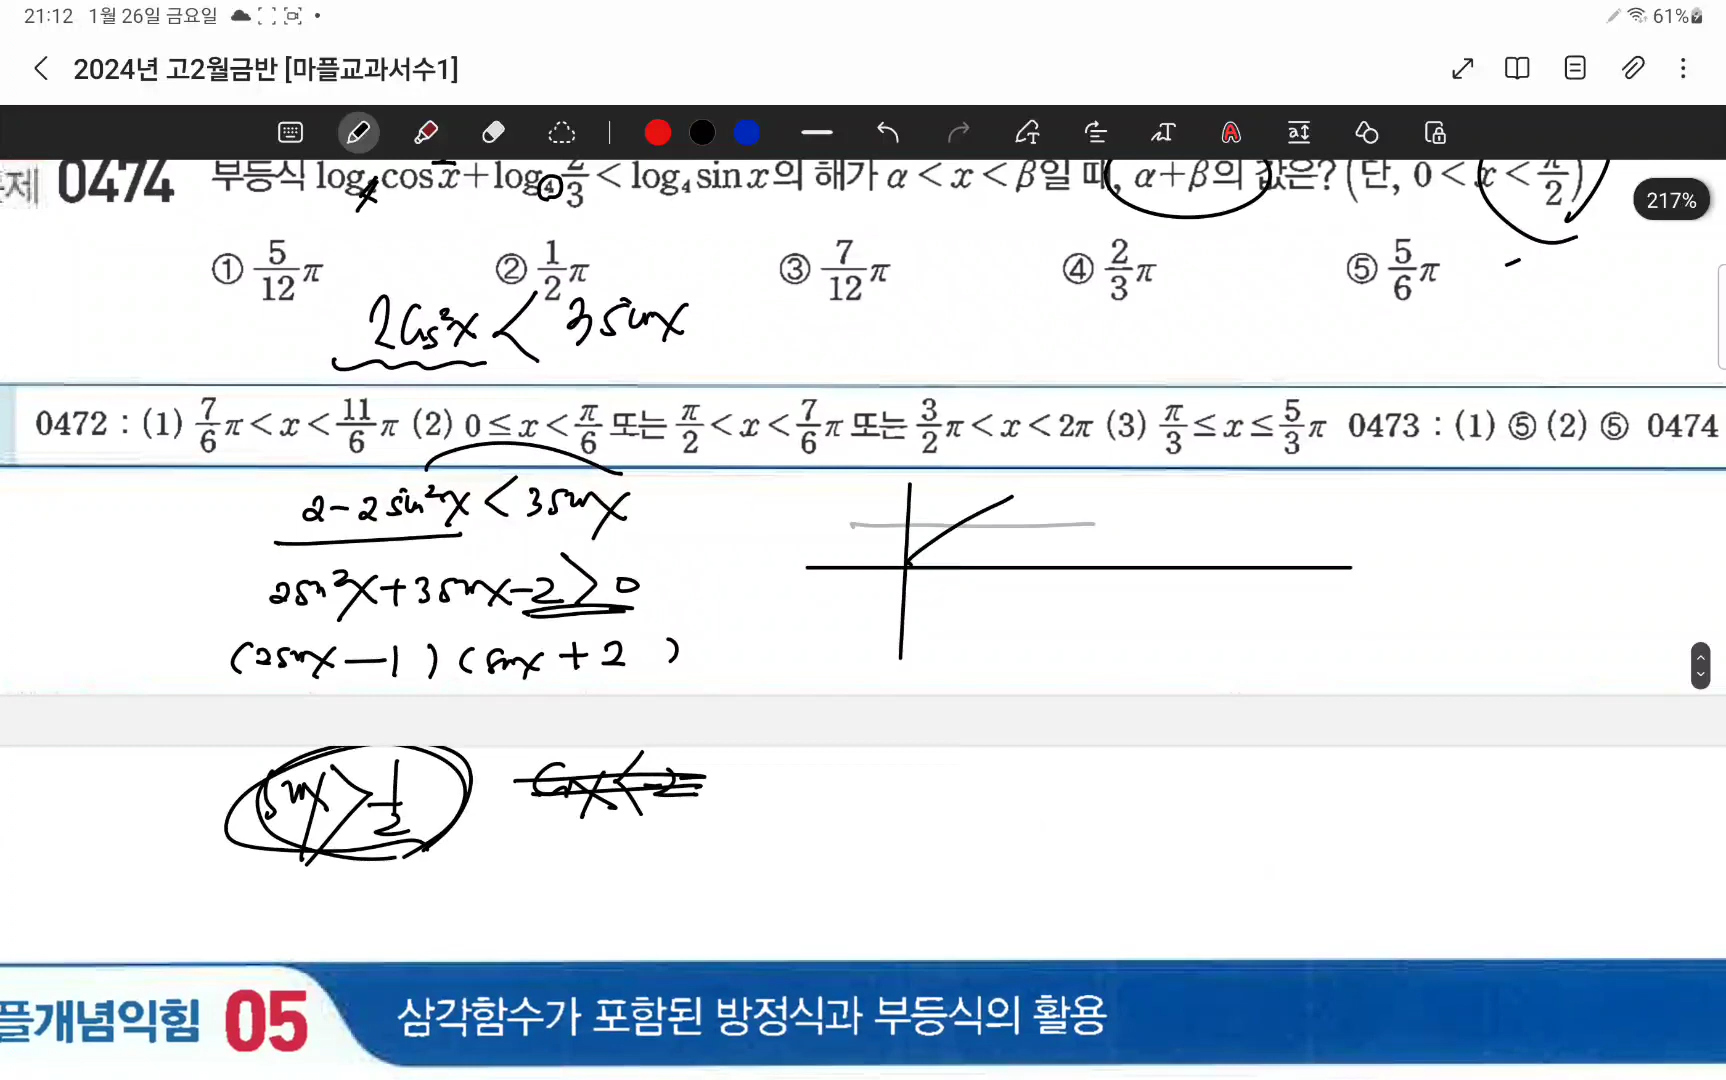 21:12 1월 26일 금요일
61%
2024년 고2월금반 [마플교과서수1]
제 0474 부등식 log₄cos x+log₄ 2/3 < log₄ sin x의 해가 α < x < β일 때, α+β의 값은? (단, 0 < x < π/2)
217%
① 5/12 π ② 1/2 π ③ 7/12 π ④ 2/3 π ⑤ 5/6 π
2cos²x < 3sinx
0472 : (1) 7/6 π < x < 11/6 π (2) 0 ≤ x < π/6 또는 π/2 < x < 7/6 π 또는 3/2 π < x < 2π (3) π/3 ≤ x ≤ 5/3 π 0473 : (1) ⑤ (2) ⑤ 0474
2-2sin²x < 3sinx
2sin²x+3sinx-2>0
(2sinx-1)(sinx+2)
sinx > 1/2
플개념익힘 05 삼각함수가 포함된 방정식과 부등식의 활용